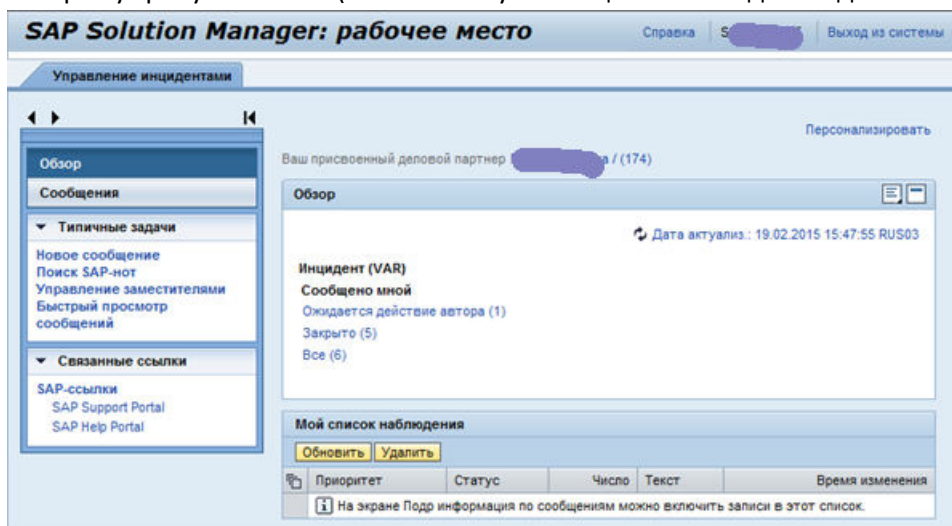 SAP Solution Manager: рабочее место
Справка
S
Выход из системы
Управление инцидентами
Персонализировать
Обзор
Сообщения
Типичные задачи
Новое сообщение
Поиск SAP-нот
Управление заместителями
Быстрый просмотр
сообщений
Связанные ссылки
SAP-ссылки
SAP Support Portal
SAP Help Portal
Ваш присвоенный деловой партнер а / (174)
Обзор
Дата актуализ.: 19.02.2015 15:47:55 RUS03
Инцидент (VAR)
Сообщено мной
Ожидается действие автора (1)
Закрыто (5)
Все (6)
Мой список наблюдения
Обновить Удалить
Приоритет Статус Число Текст Время изменения
На экране Подр информация по сообщениям можно включить записи в этот список.